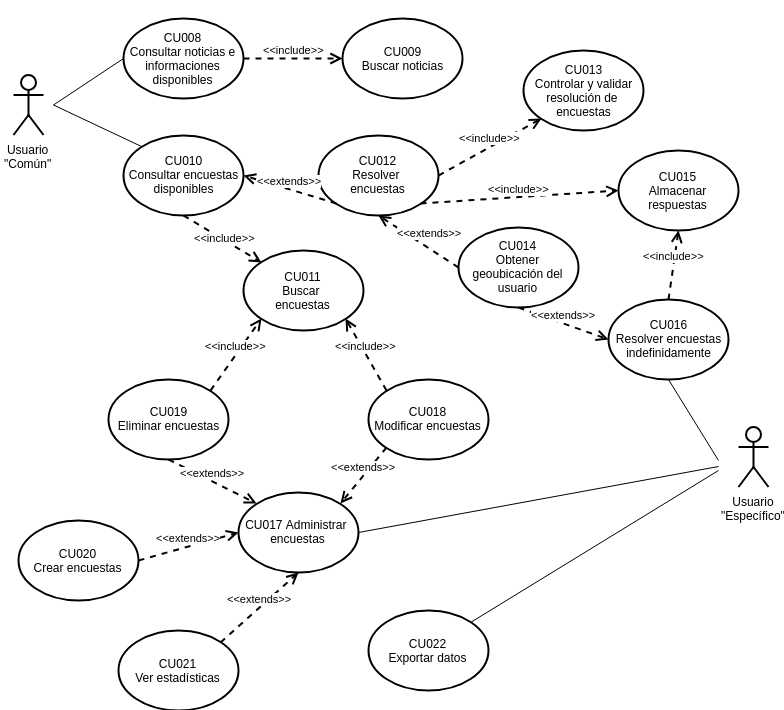 CU008
Consultar noticias e
informaciones
disponibles
<<include>>
CU009
Buscar noticias
CU013
Controlar y validar
resolución de
encuestas
Usuario
"Común"
CU010
Consultar encuestas
disponibles
<<extends>>
CU012
Resolver
encuestas
<<include>>
<<include>>
CU015
Almacenar
respuestas
<<include>>
<<extends>>
CU014
Obtener
geoubicación del
usuario
<<include>>
CU011
Buscar
encuestas
<<extends>>
CU016
Resolver encuestas
indefinidamente
<<include>>
<<include>>
CU019
Eliminar encuestas
CU018
Modificar encuestas
<<extends>>
<<extends>>
Usuario
"Específico"
CU017 Administrar
encuestas
CU020
Crear encuestas
<<extends>>
<<extends>>
CU021
Ver estadísticas
CU022
Exportar datos